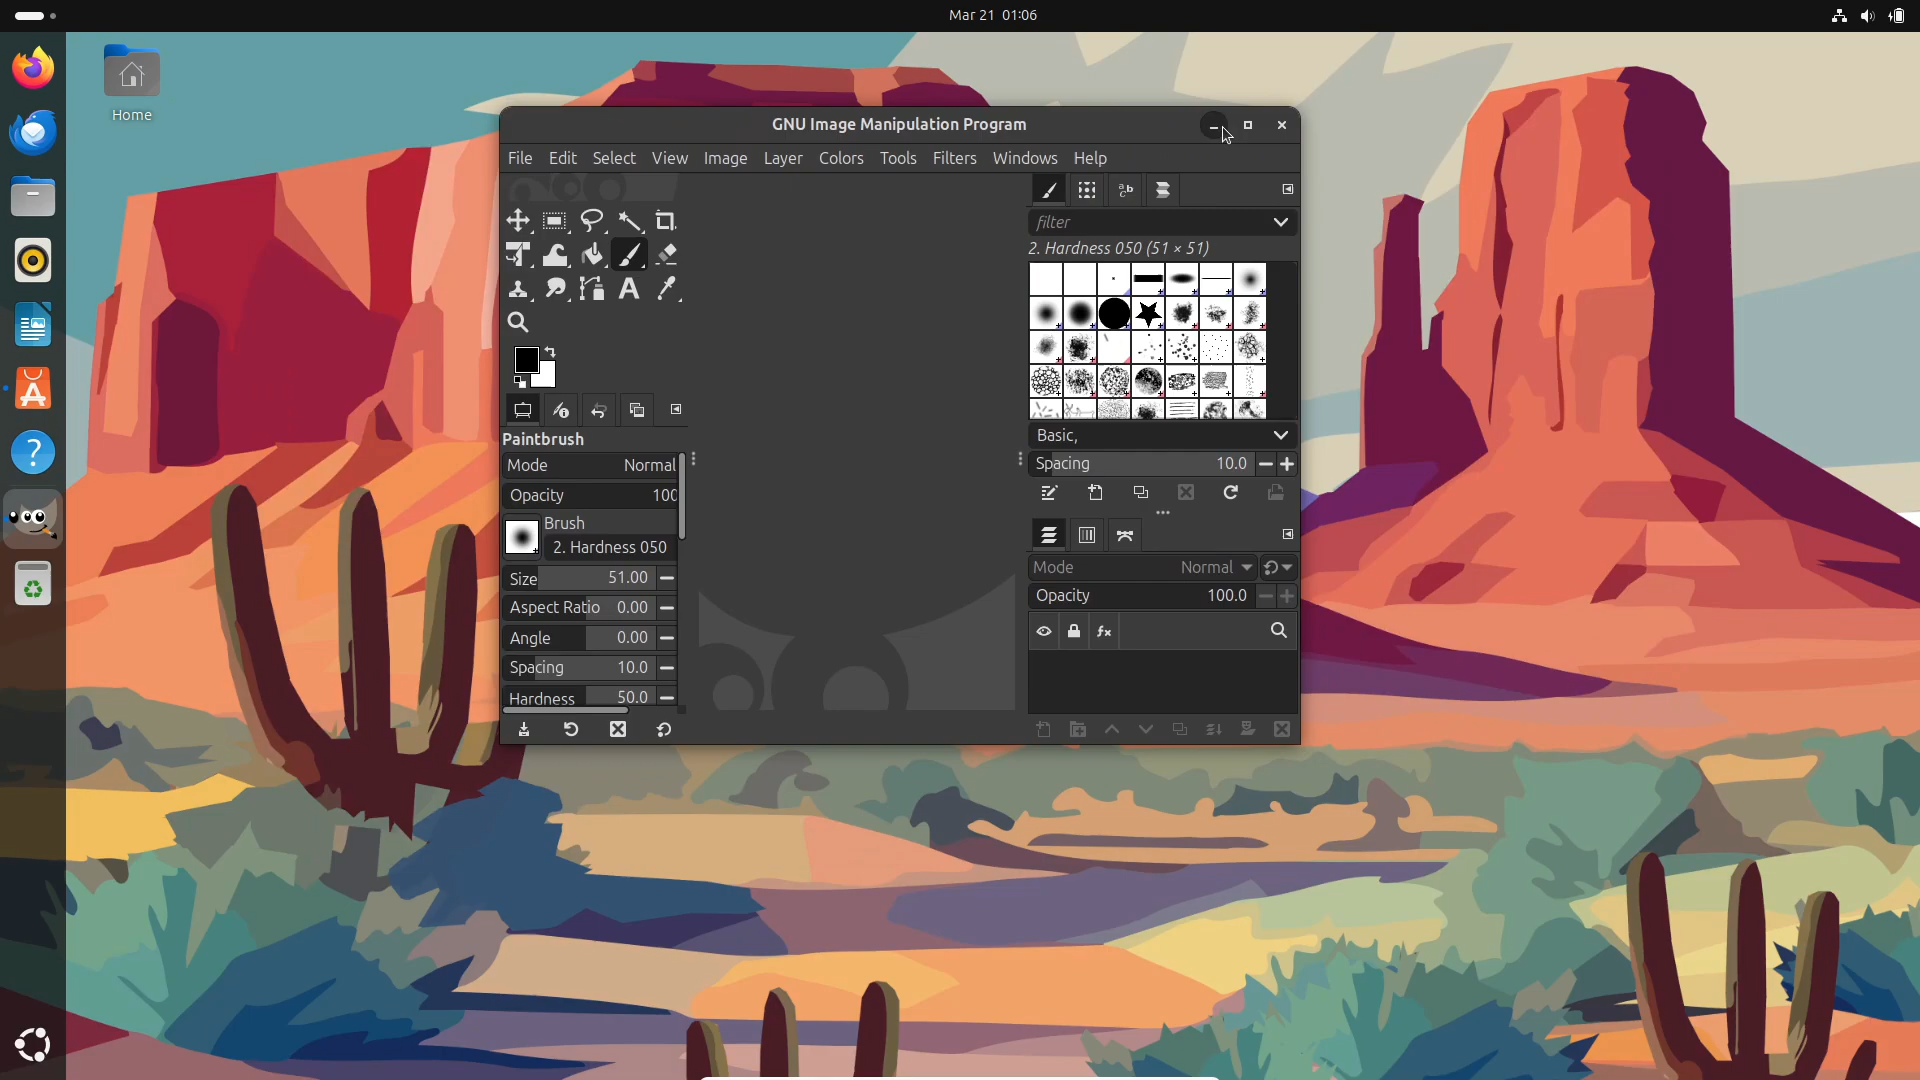 Mar 21 01:06
Home
GNU Image Manipulation Program
File Edit Select View Image Layer Colors Tools Filters Windows Help
filter
2. Hardness 050 (51 × 51)
Basic,
Spacing 10.0
Paintbrush
Mode Normal
Opacity 100
Brush
2. Hardness 050
Size 51.00
Aspect Ratio 0.00
Angle 0.00
Spacing 10.0
Hardness 50.0
Mode Normal
Opacity 100.0
fx